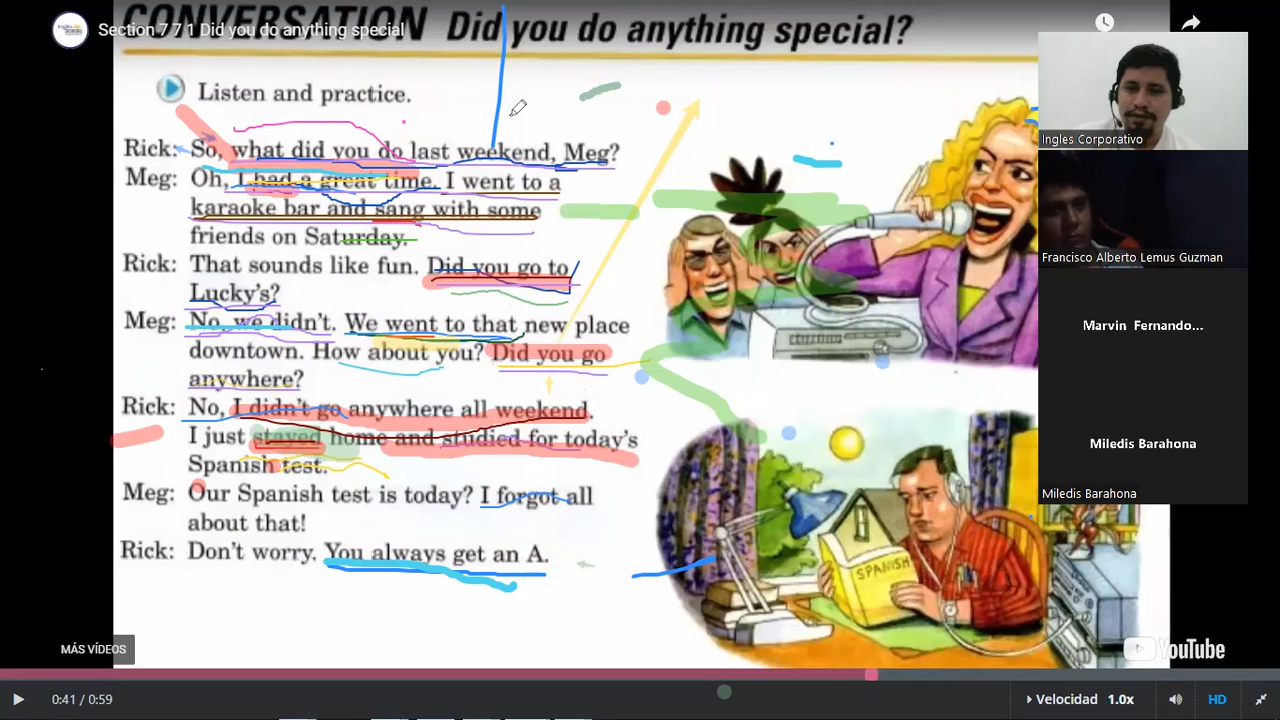 CONVERSATION Did you do anything special?
Section 7 7 1 Did you do anything special
Listen and practice.
Rick: So, what did you do last weekend, Meg?
Meg: Oh, I had a great time. I went to a
karaoke bar and sang with some
friends on Saturday.
Rick: That sounds like fun. Did you go to
Lucky's?
Meg: No, we didn't. We went to that new place
downtown. How about you? Did you go
anywhere?
Rick: No, I didn't go anywhere all weekend.
I just stayed home and studied for today's
Spanish test.
Meg: Our Spanish test is today? I forgot all
about that!
Rick: Don't worry. You always get an A.
SPANISH
Ingles Corporativo
Francisco Alberto Lemus Guzman
Marvin Fernando...
Miledis Barahona
Miledis Barahona
MÁS VÍDEOS
YouTube
0:41 / 0:59
Velocidad 1.0x
HD